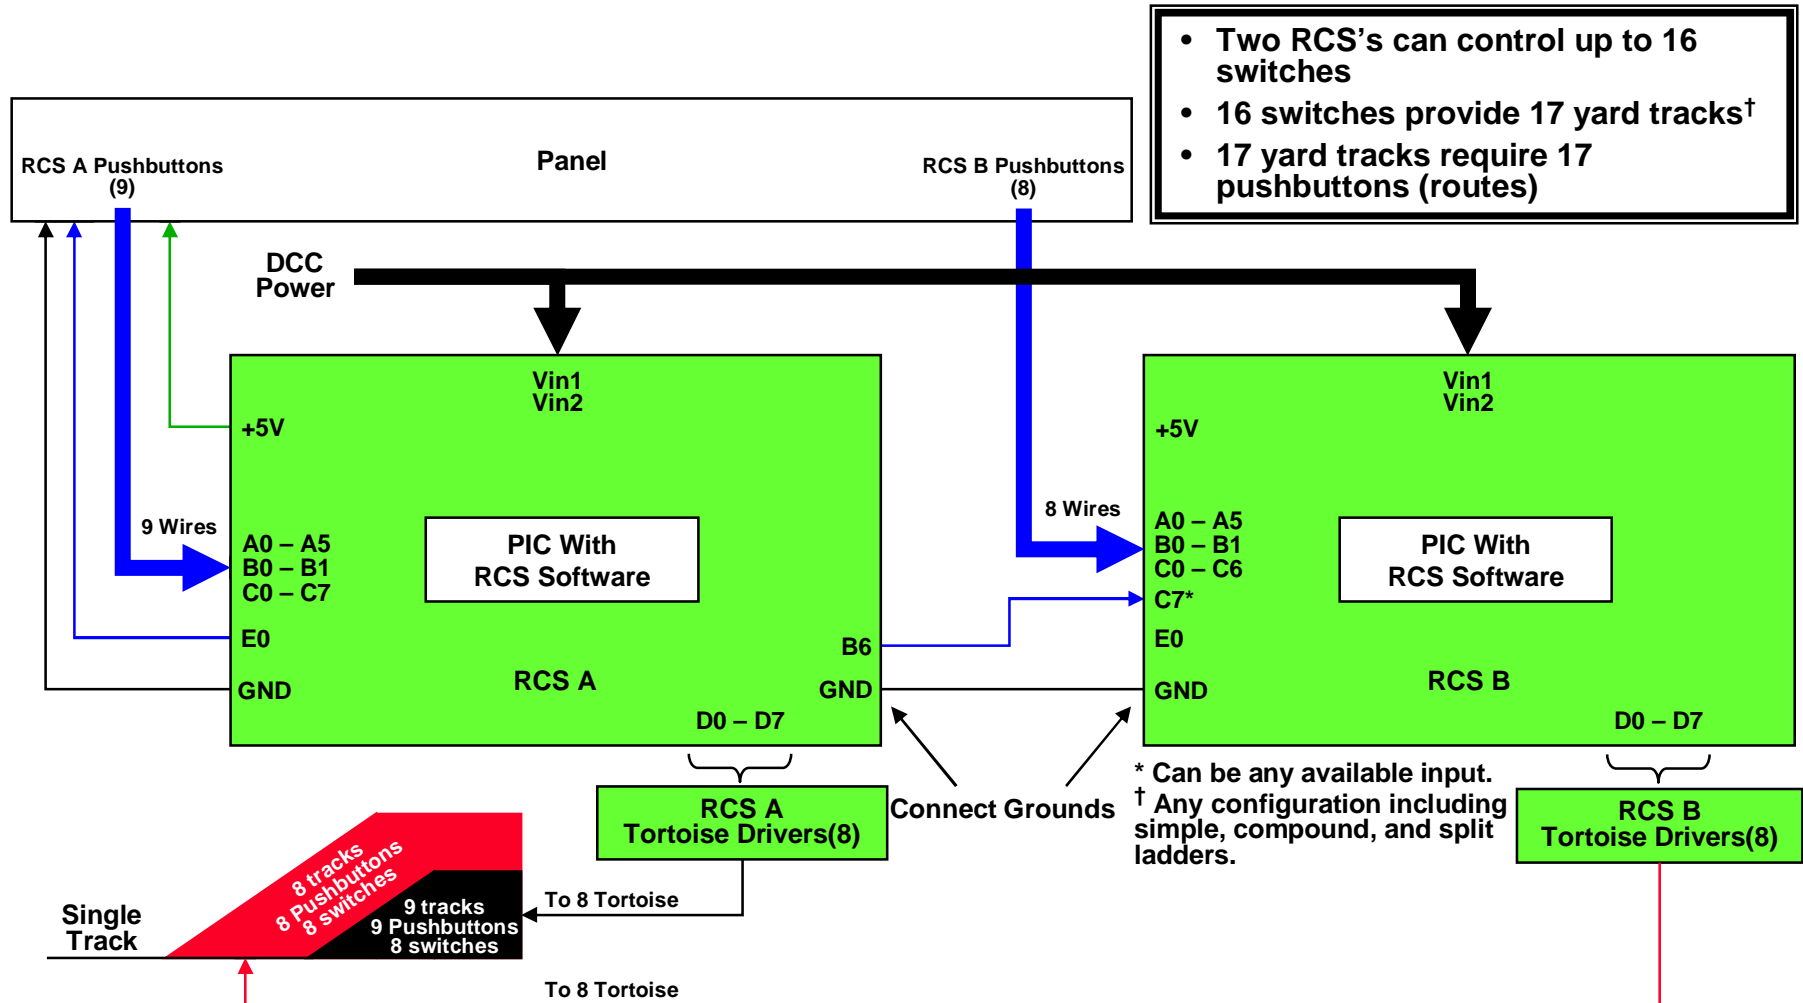 • Two RCS’s can control up to 16
switches
• 16 switches provide 17 yard tracks†
• 17 yard tracks require 17
pushbuttons (routes)
RCS A Pushbuttons
(9)
Panel
RCS B Pushbuttons
(8)
DCC
Power
Vin1
Vin2
+5V
9 Wires
A0 – A5
B0 – B1
C0 – C7
PIC With
RCS Software
E0
B6
GND
RCS A
GND
D0 – D7
Vin1
Vin2
+5V
8 Wires
A0 – A5
B0 – B1
C0 – C6
C7*
PIC With
RCS Software
E0
GND
RCS B
D0 – D7
RCS A
Tortoise Drivers(8)
Connect Grounds
* Can be any available input.
† Any configuration including
simple, compound, and split
ladders.
RCS B
Tortoise Drivers(8)
8 tracks
8 Pushbuttons
8 switches
9 tracks
9 Pushbuttons
8 switches
To 8 Tortoise
Single
Track
To 8 Tortoise